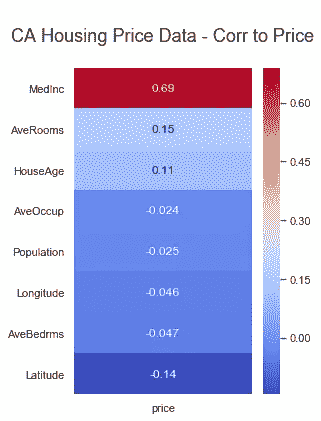 CA Housing Price Data - Corr to Price
MedInc 0.69
AveRooms 0.15
HouseAge 0.11
AveOccup -0.024
Population -0.025
Longitude -0.046
AveBedrms -0.047
Latitude -0.14
price
0.60
0.45
0.30
0.15
0.00